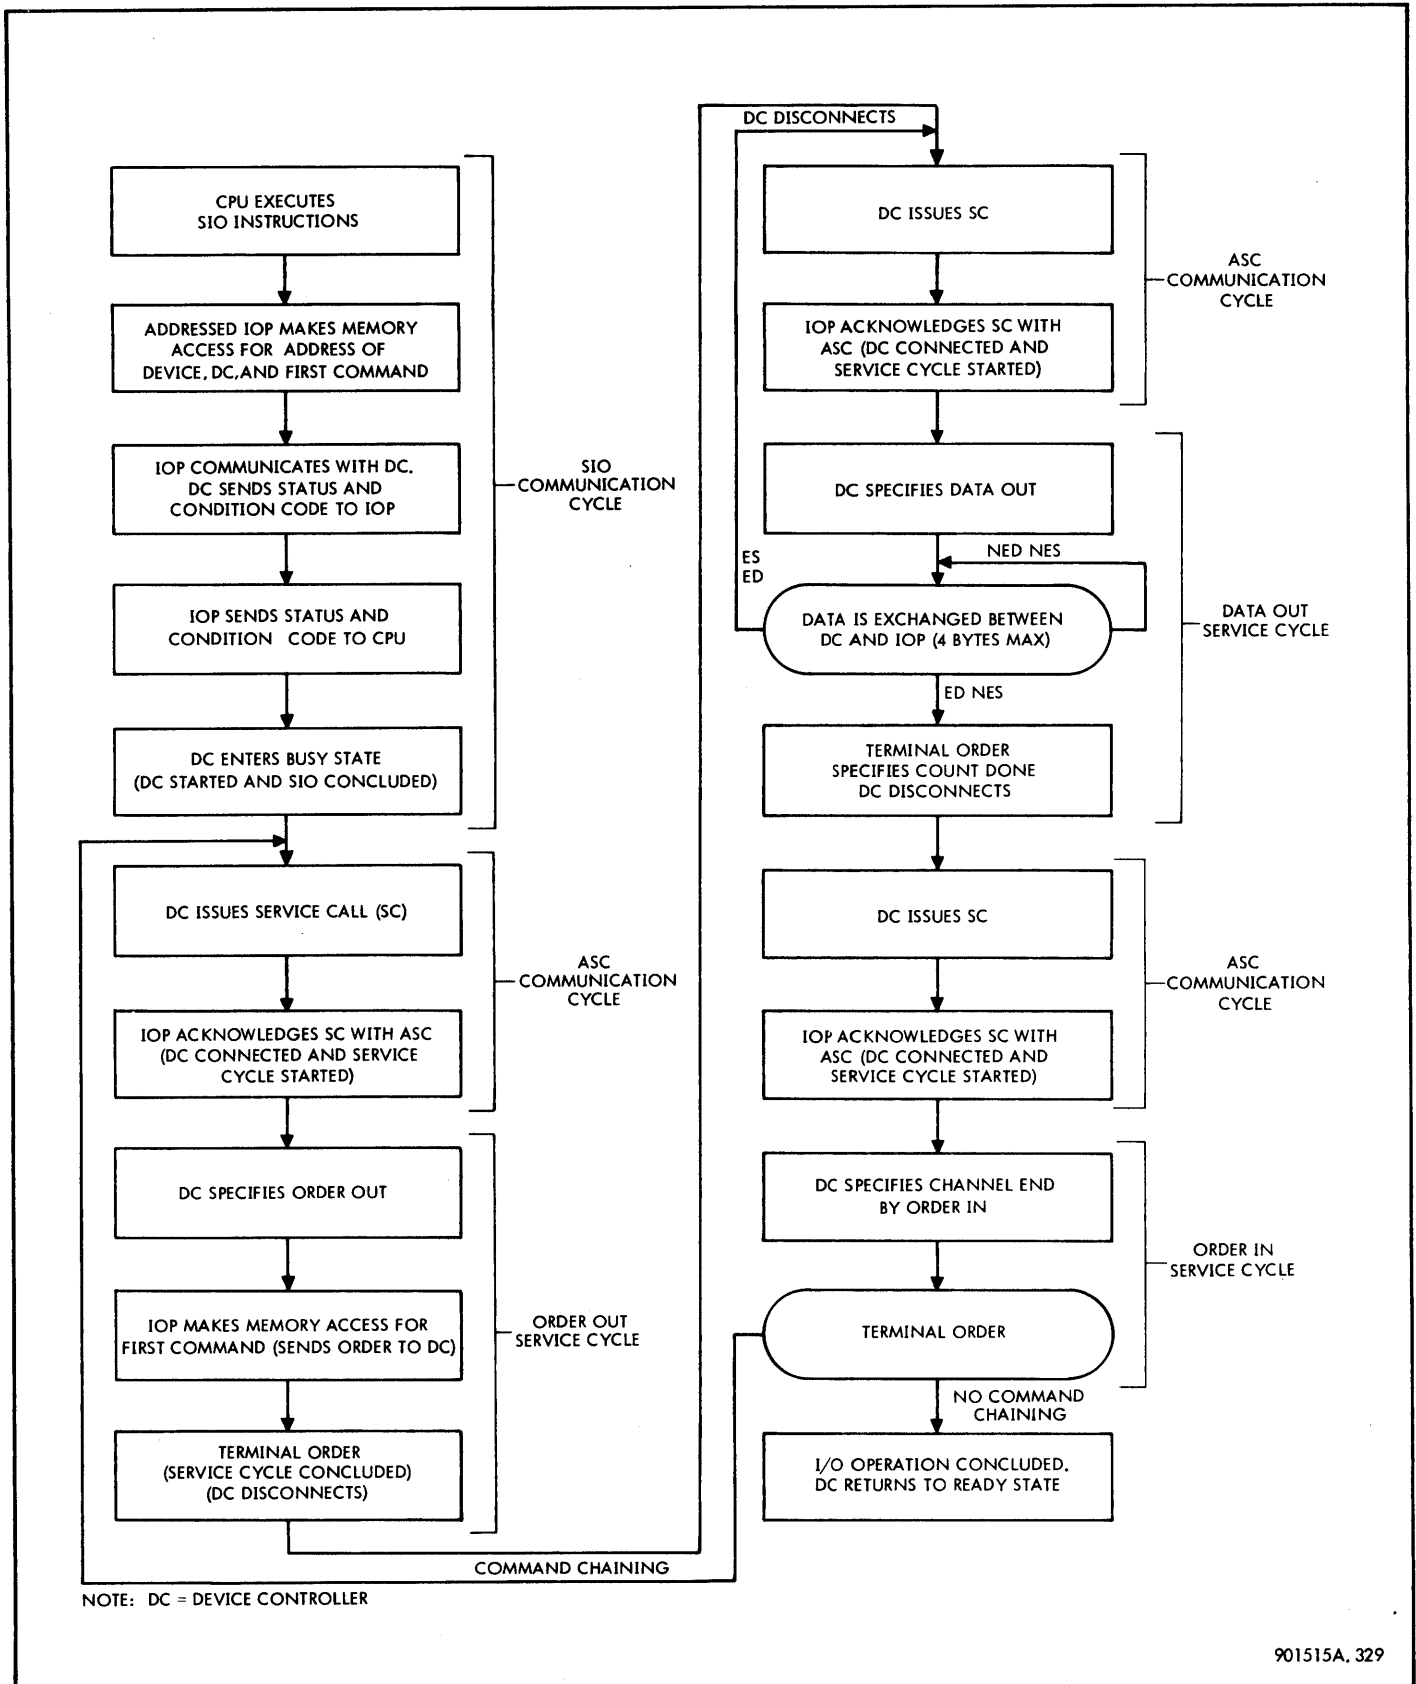 CPU EXECUTES
SIO INSTRUCTIONS
ADDRESSED IOP MAKES MEMORY
ACCESS FOR ADDRESS OF
DEVICE, DC, AND FIRST COMMAND
IOP COMMUNICATES WITH DC.
DC SENDS STATUS AND
CONDITION CODE TO IOP
IOP SENDS STATUS AND
CONDITION CODE TO CPU
DC ENTERS BUSY STATE
(DC STARTED AND SIO CONCLUDED)
SIO
COMMUNICATION
CYCLE
DC ISSUES SERVICE CALL (SC)
IOP ACKNOWLEDGES SC WITH ASC
(DC CONNECTED AND SERVICE
CYCLE STARTED)
ASC
COMMUNICATION
CYCLE
DC SPECIFIES ORDER OUT
IOP MAKES MEMORY ACCESS FOR
FIRST COMMAND (SENDS ORDER TO DC)
TERMINAL ORDER
(SERVICE CYCLE CONCLUDED)
(DC DISCONNECTS)
ORDER OUT
SERVICE CYCLE
DC DISCONNECTS
DC ISSUES SC
IOP ACKNOWLEDGES SC WITH
ASC (DC CONNECTED AND
SERVICE CYCLE STARTED)
ASC
COMMUNICATION
CYCLE
DC SPECIFIES DATA OUT
NED NES
ES
ED
DATA IS EXCHANGED BETWEEN
DC AND IOP (4 BYTES MAX)
ED NES
TERMINAL ORDER
SPECIFIES COUNT DONE
DC DISCONNECTS
DATA OUT
SERVICE CYCLE
DC ISSUES SC
IOP ACKNOWLEDGES SC WITH
ASC (DC CONNECTED AND
SERVICE CYCLE STARTED)
ASC
COMMUNICATION
CYCLE
DC SPECIFIES CHANNEL END
BY ORDER IN
TERMINAL ORDER
ORDER IN
SERVICE CYCLE
NO COMMAND
CHAINING
I/O OPERATION CONCLUDED.
DC RETURNS TO READY STATE
COMMAND CHAINING
NOTE: DC = DEVICE CONTROLLER
901515A. 329